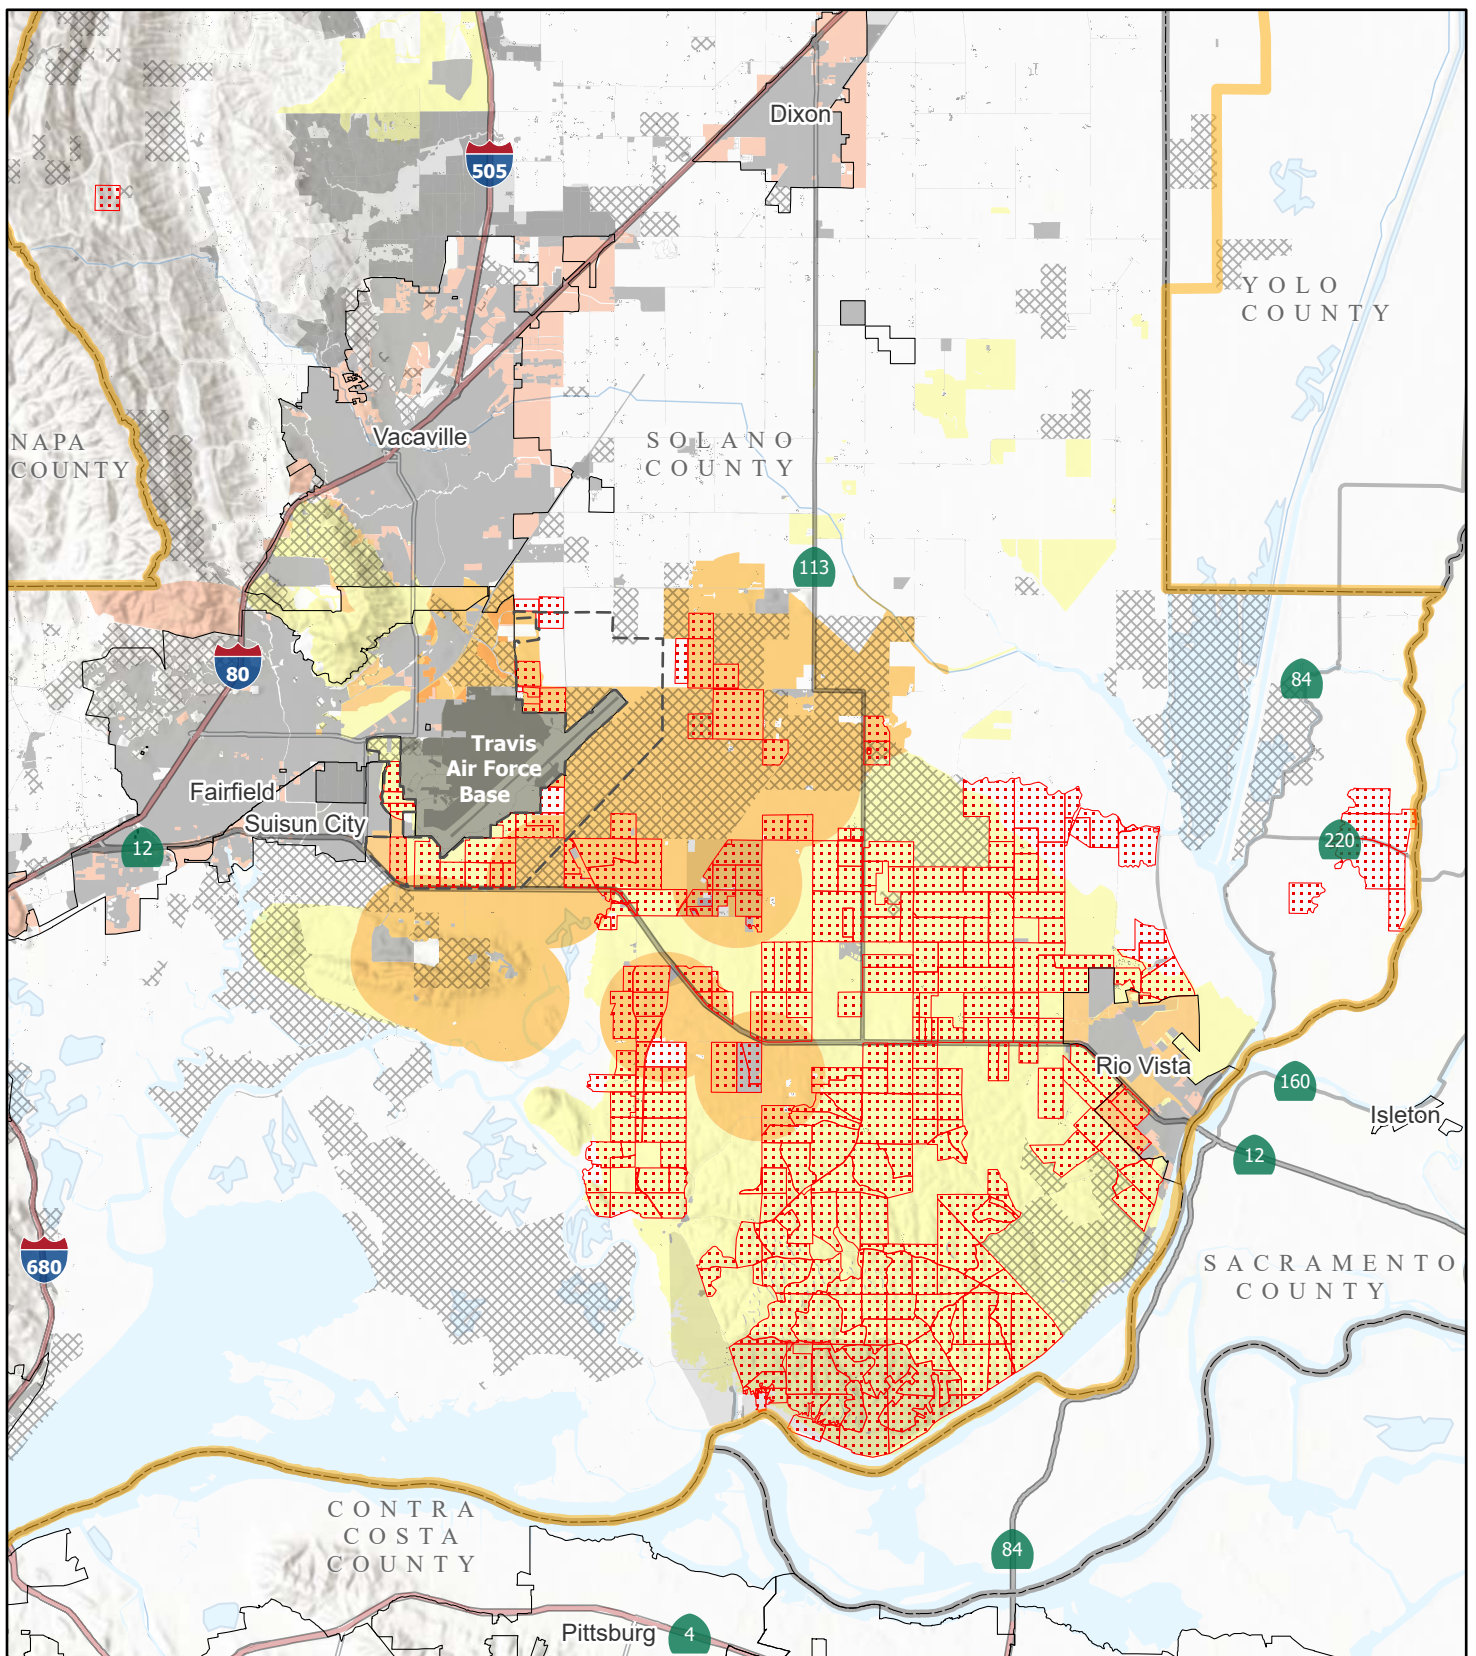 Dixon
505
YOLO
COUNTY
NAPA
COUNTY
Vacaville
SOLANO
COUNTY
113
80
84
Travis
Air Force
Base
Fairfield
Suisun City
12
220
Rio Vista
160
Isleton
12
680
SACRAMENTO
COUNTY
CONTRA
COSTA
COUNTY
84
Pittsburg
4